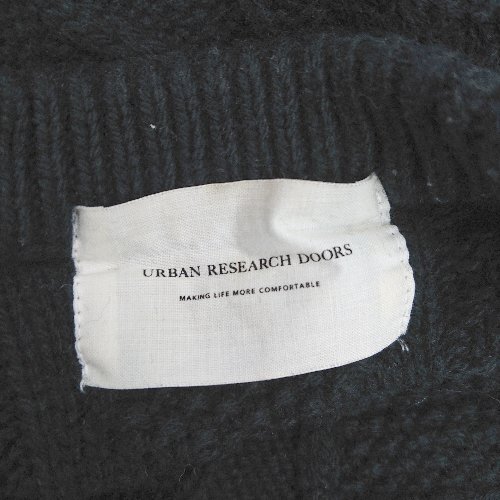 URBAN RESEARCH DOORS
MAKING LIFE MORE COMFORTABLE